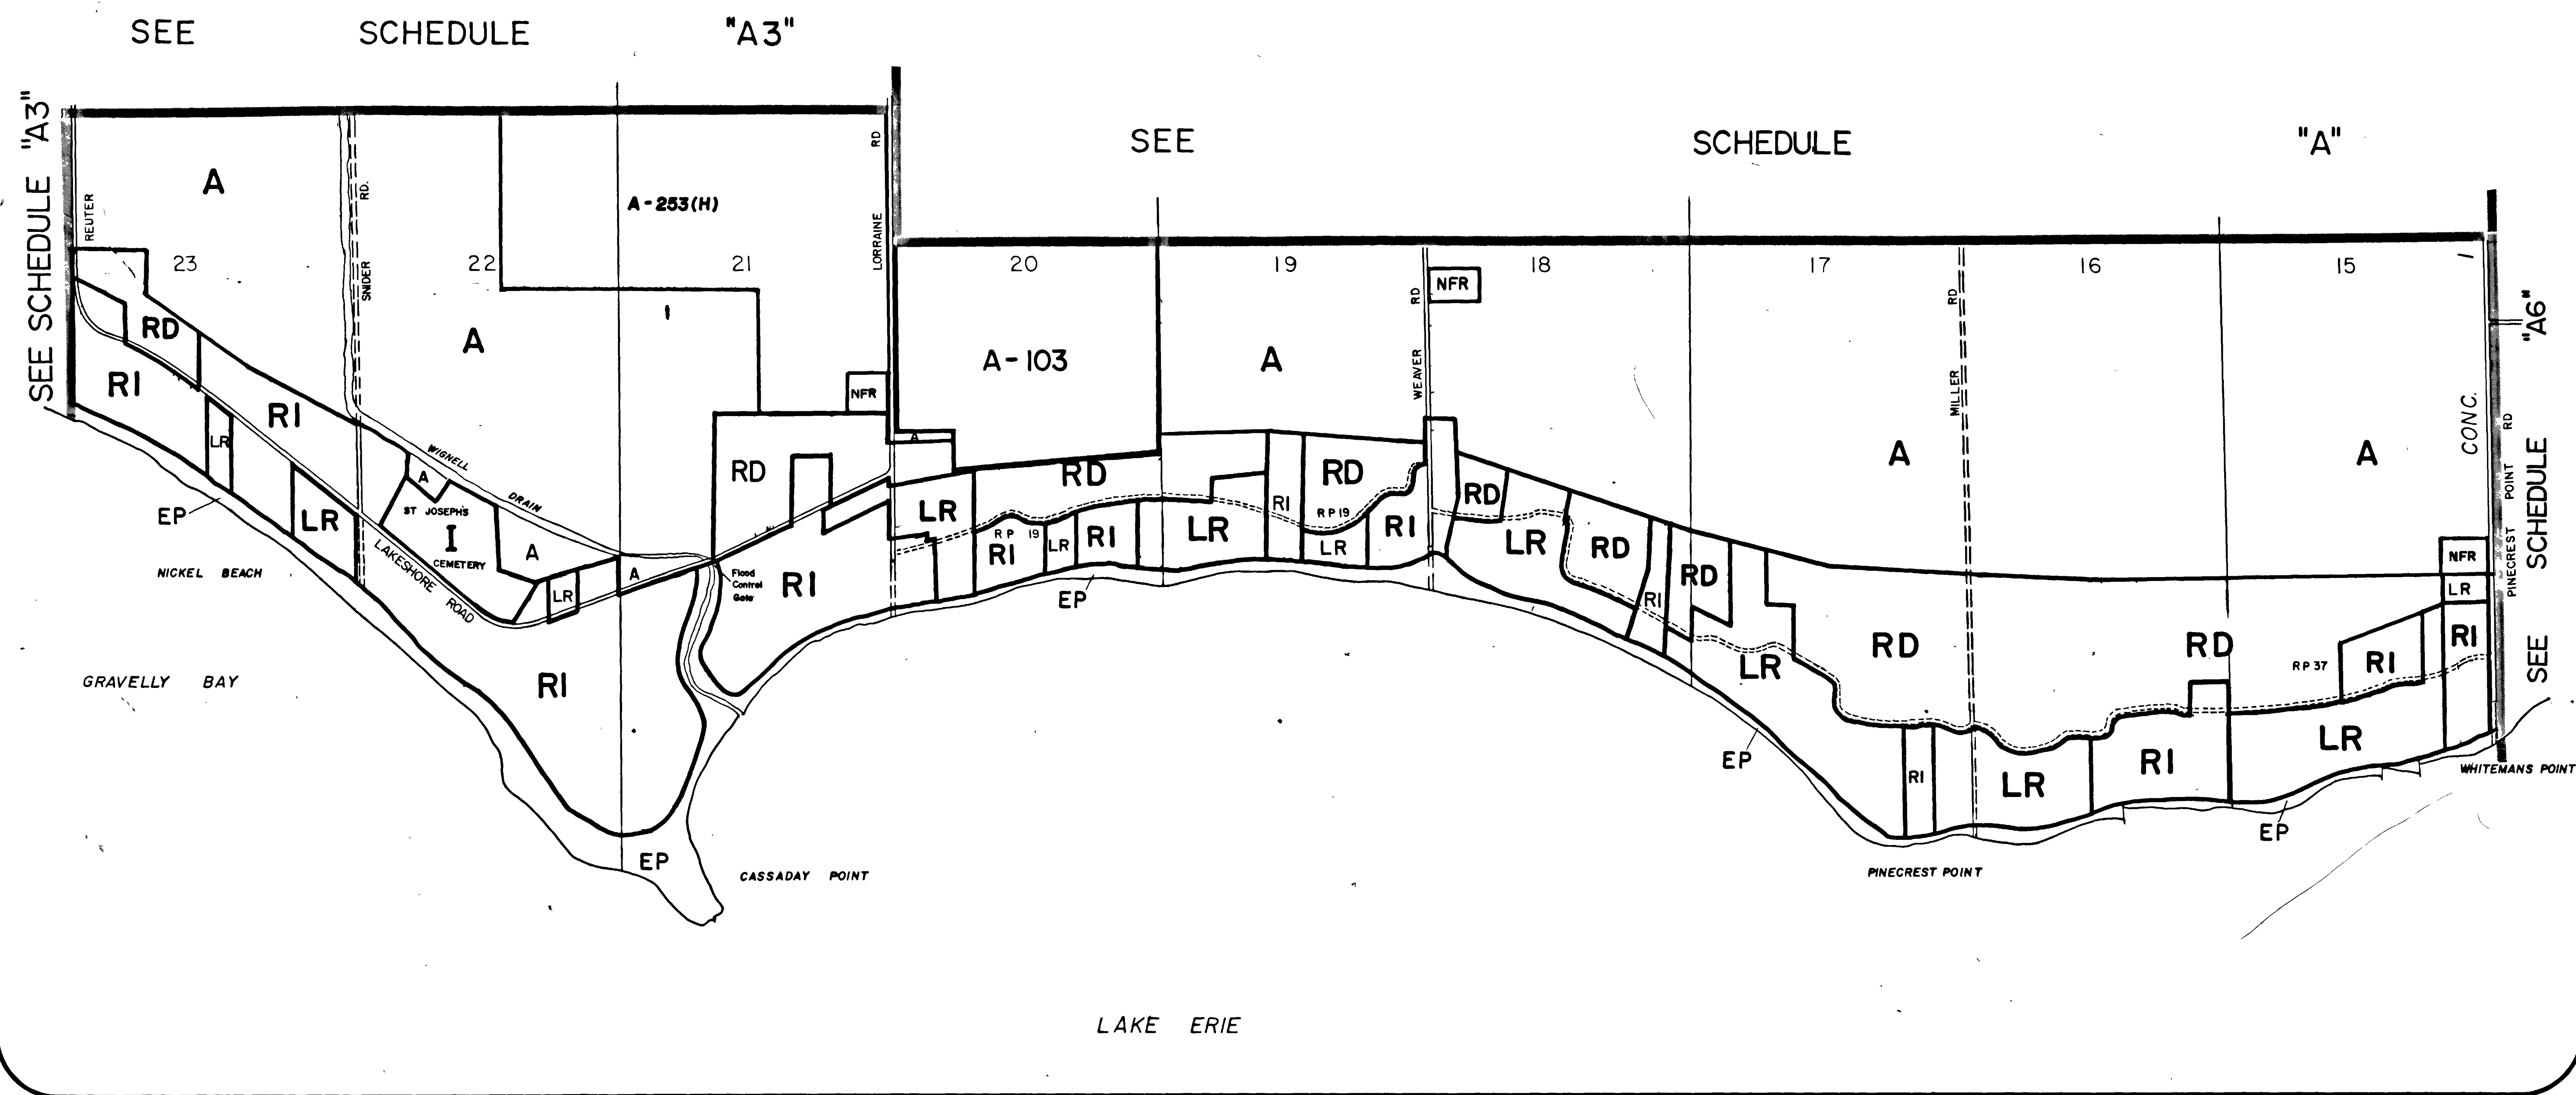 SEE SCHEDULE "A3"
SEE SCHEDULE "A"
SEE SCHEDULE "A3"
REUTER
RD.
SNIDER
RD
LORRAINE
A
A-253(H)
23
22
21
20
19
18
17
16
15
I
NFR
RD
WEAVER
RD
MILLER
CONC.
RD
PINECREST POINT
"A6"
SCHEDULE
SEE
I
A
A-103
A
A
A
RD
RI
RI
LR
NFR
RD
A
WIGNELL
DRAIN
A
ST JOSEPH'S
I
CEMETERY
A
A
LR
LR
LAKESHORE ROAD
EP
NICKEL BEACH
GRAVELLY BAY
RI
Flood
Control
Gate
RI
EP
CASSADAY POINT
LR
RD
RP 19
RI
LR
RI
LR
RI
RD
RP 19
LR
RI
EP
RD
LR
RD
RI
RD
LR
RD
RD
RP 37
RI
NFR
LR
RI
EP
RI
LR
RI
LR
EP
WHITEMANS POINT
PINECREST POINT
LAKE ERIE